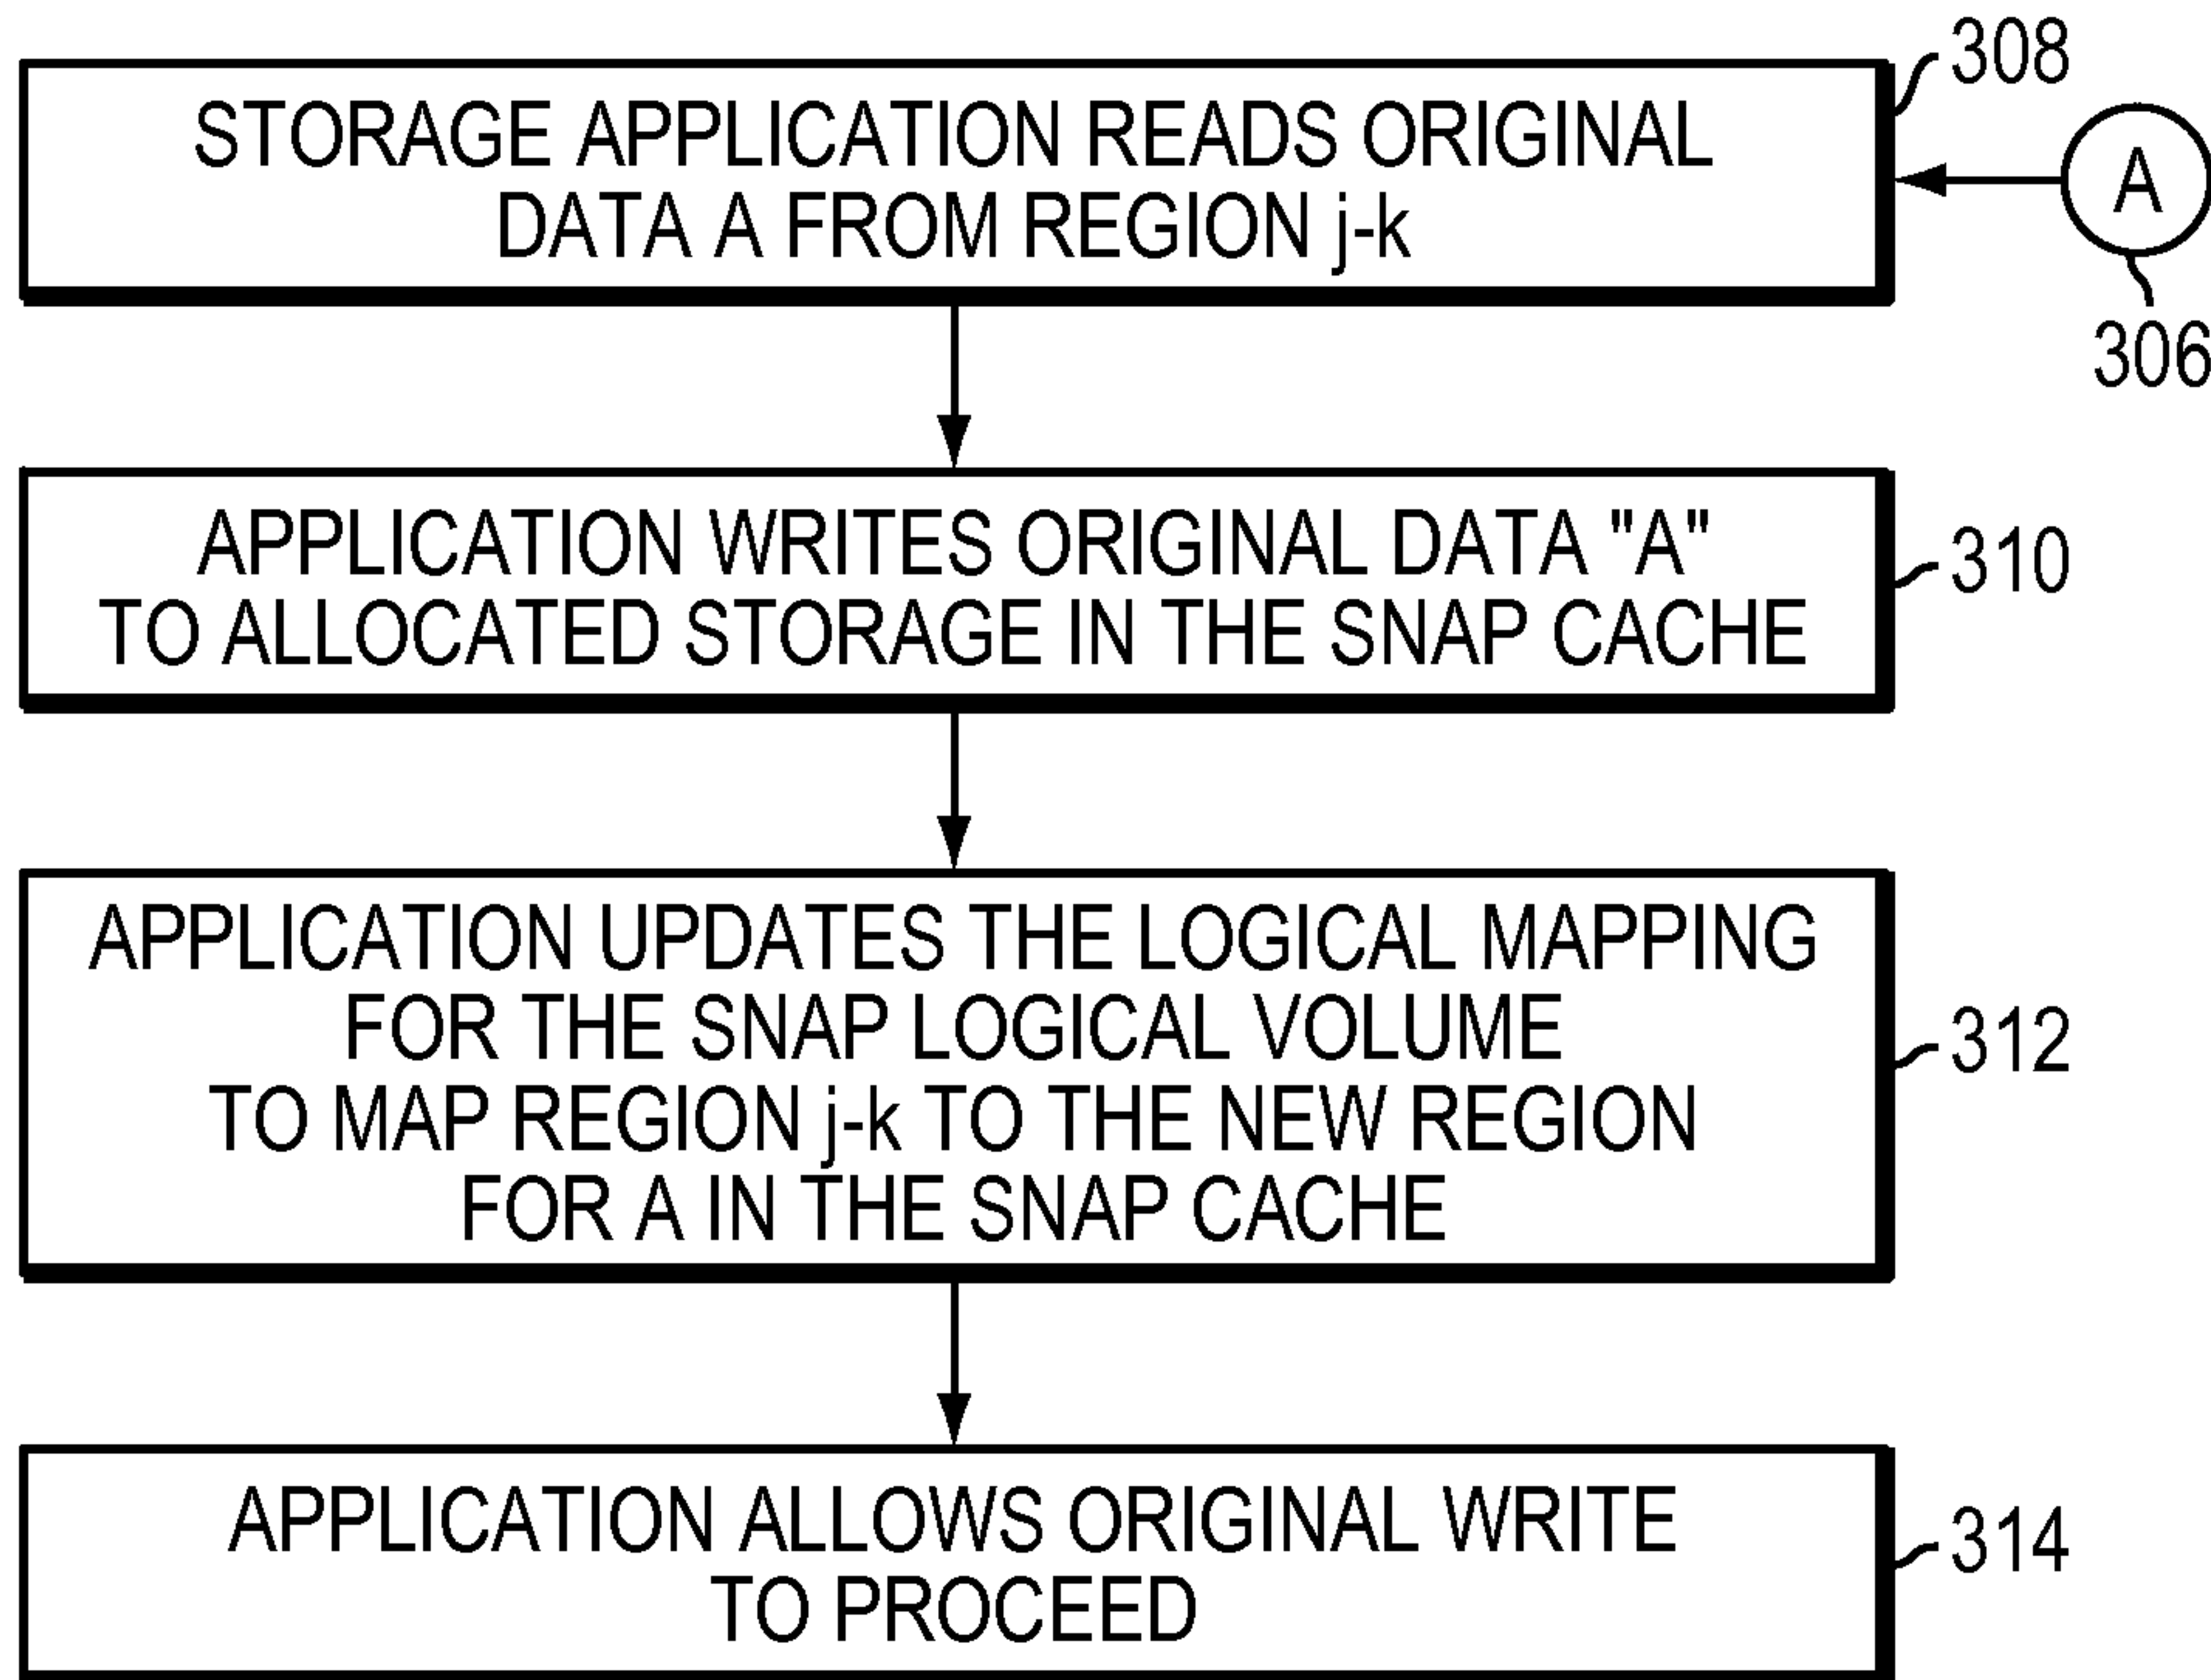 308
STORAGE APPLICATION READS ORIGINAL
DATA A FROM REGION j-k
A
306
APPLICATION WRITES ORIGINAL DATA "A"
TO ALLOCATED STORAGE IN THE SNAP CACHE
310
APPLICATION UPDATES THE LOGICAL MAPPING
FOR THE SNAP LOGICAL VOLUME
TO MAP REGION j-k TO THE NEW REGION
FOR A IN THE SNAP CACHE
312
APPLICATION ALLOWS ORIGINAL WRITE
TO PROCEED
314